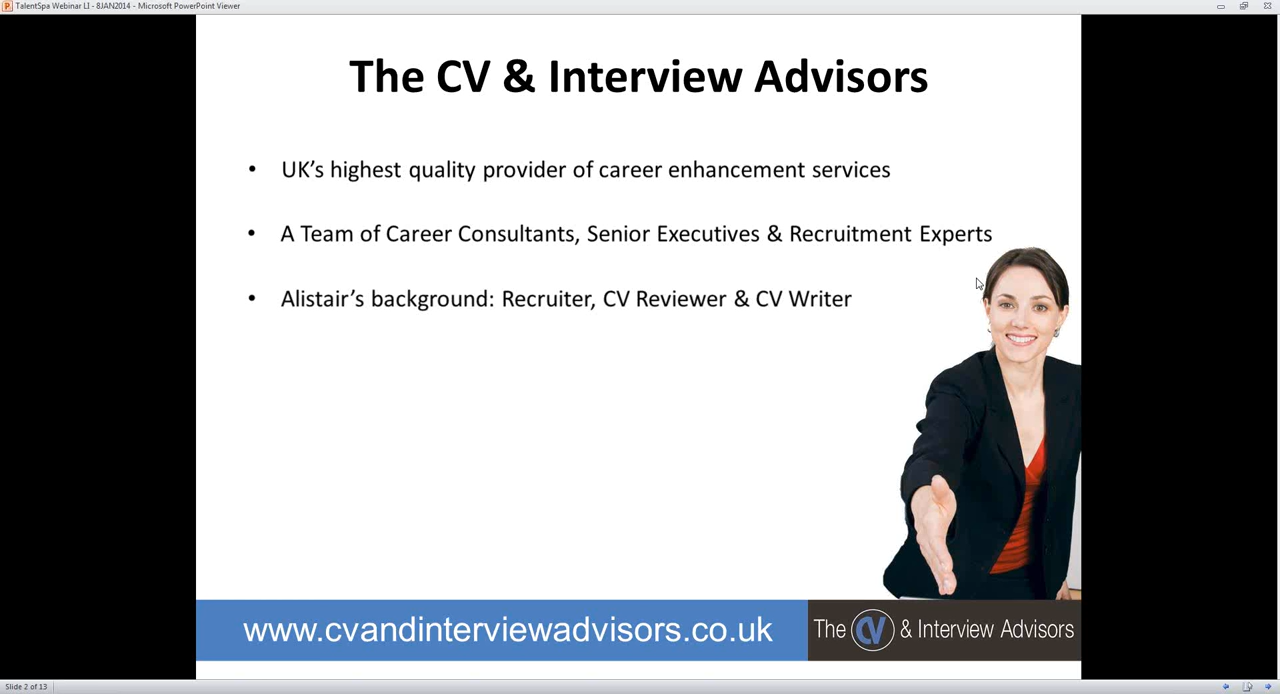 TalentSpa Webinar LI - 8JAN2014 - Microsoft PowerPoint Viewer
The CV & Interview Advisors
• UK’s highest quality provider of career enhancement services
• A Team of Career Consultants, Senior Executives & Recruitment Experts
• Alistair’s background: Recruiter, CV Reviewer & CV Writer
www.cvandinterviewadvisors.co.uk
The CV & Interview Advisors
Slide 2 of 13